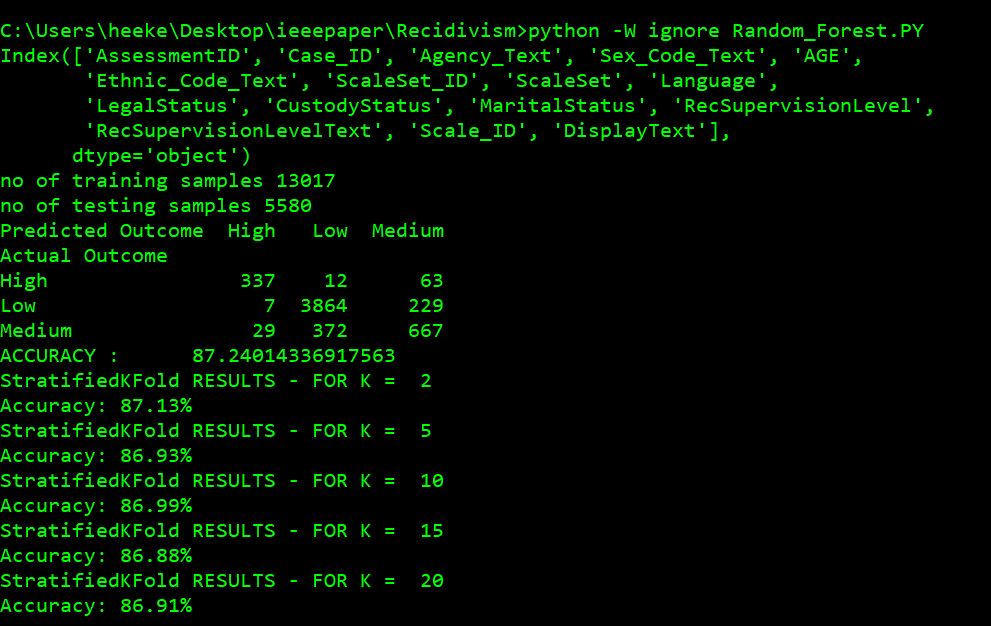 C:\Users\heeke\Desktop\ieeepaper\Recidivism>python -W ignore Random_Forest.PY
Index(['AssessmentID', 'Case_ID', 'Agency_Text', 'Sex_Code_Text', 'AGE',
       'Ethnic_Code_Text', 'ScaleSet_ID', 'ScaleSet', 'Language',
       'LegalStatus', 'CustodyStatus', 'MaritalStatus', 'RecSupervisionLevel',
       'RecSupervisionLevelText', 'Scale_ID', 'DisplayText'],
      dtype='object')
no of training samples 13017
no of testing samples 5580
Predicted Outcome  High   Low  Medium
Actual Outcome
High                337    12      63
Low                   7  3864     229
Medium               29   372     667
ACCURACY :      87.24014336917563
StratifiedKFold RESULTS - FOR K =  2
Accuracy: 87.13%
StratifiedKFold RESULTS - FOR K =  5
Accuracy: 86.93%
StratifiedKFold RESULTS - FOR K =  10
Accuracy: 86.99%
StratifiedKFold RESULTS - FOR K =  15
Accuracy: 86.88%
StratifiedKFold RESULTS - FOR K =  20
Accuracy: 86.91%